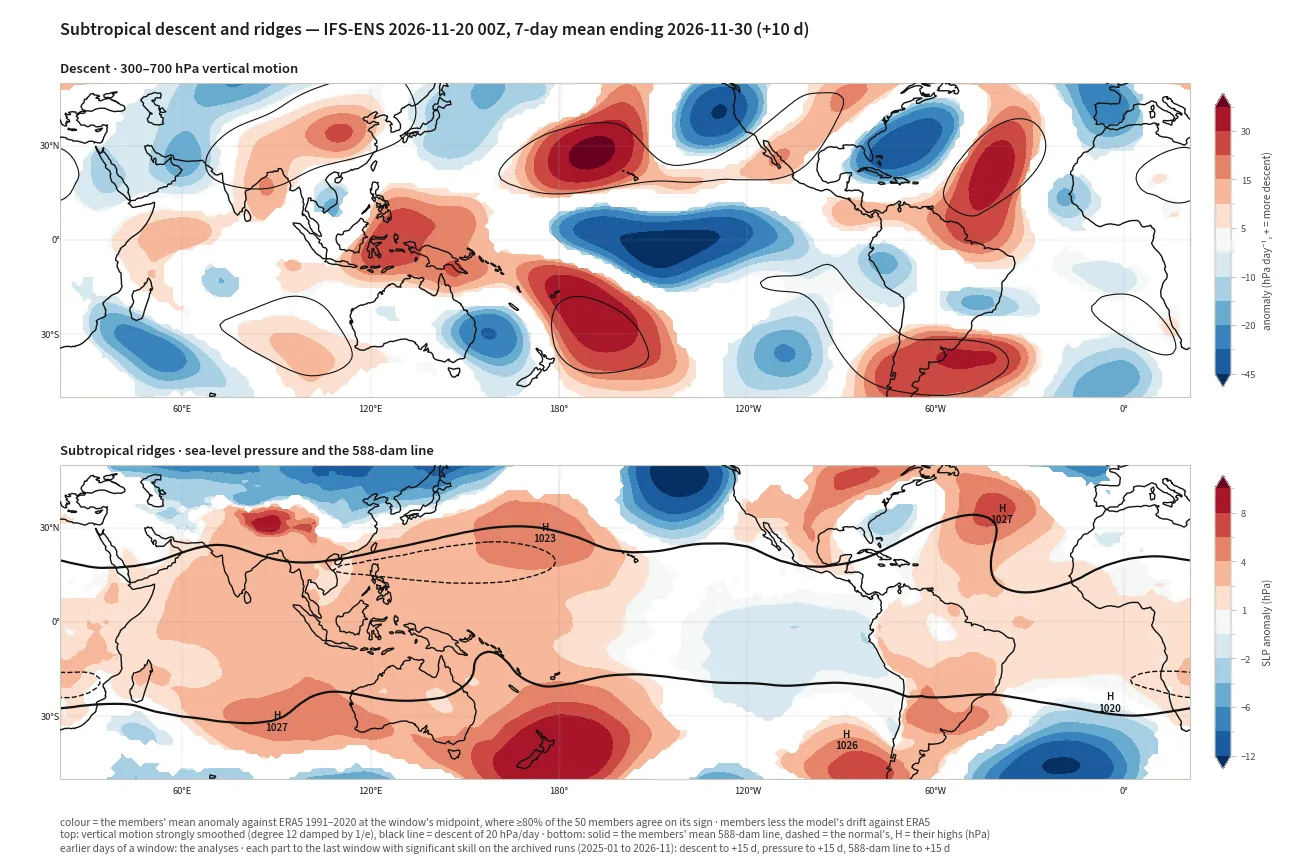 Subtropical descent and ridges — IFS-ENS 2026-11-20 00Z, 7-day mean ending 2026-11-30 (+10 d)
Descent · 300–700 hPa vertical motion
30°N
0°
30°S
60°E
120°E
180°
120°W
60°W
0°
30
15
5
−10
−20
−45
anomaly (hPa day⁻¹, + = more descent)
Subtropical ridges · sea-level pressure and the 588-dam line
30°N
0°
30°S
H
1023
H
1027
H
1027
H
1026
H
1020
60°E
120°E
180°
120°W
60°W
0°
8
4
1
−2
−6
−12
SLP anomaly (hPa)
colour = the members' mean anomaly against ERA5 1991–2020 at the window's midpoint, where ≥80% of the 50 members agree on its sign · members less the model's drift against ERA5
top: vertical motion strongly smoothed (degree 12 damped by 1/e), black line = descent of 20 hPa/day · bottom: solid = the members' mean 588-dam line, dashed = the normal's, H = their highs (hPa)
earlier days of a window: the analyses · each part to the last window with significant skill on the archived runs (2025-01 to 2026-11): descent to +15 d, pressure to +15 d, 588-dam line to +15 d